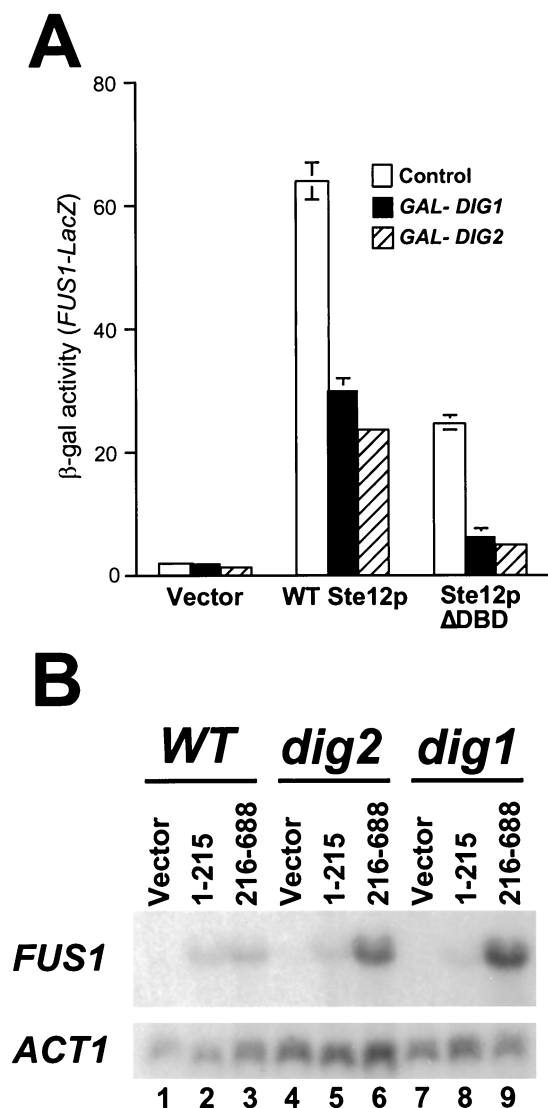 A
80
60
40
20
0
β-gal activity (FUS1-LacZ)
Control
GAL- DIG1
GAL- DIG2
Vector
WT Ste12p
Ste12p
ΔDBD
B
WT
dig2
dig1
Vector
1-215
216-688
Vector
1-215
216-688
Vector
1-215
216-688
FUS1
ACT1
1 2 3 4 5 6 7 8 9